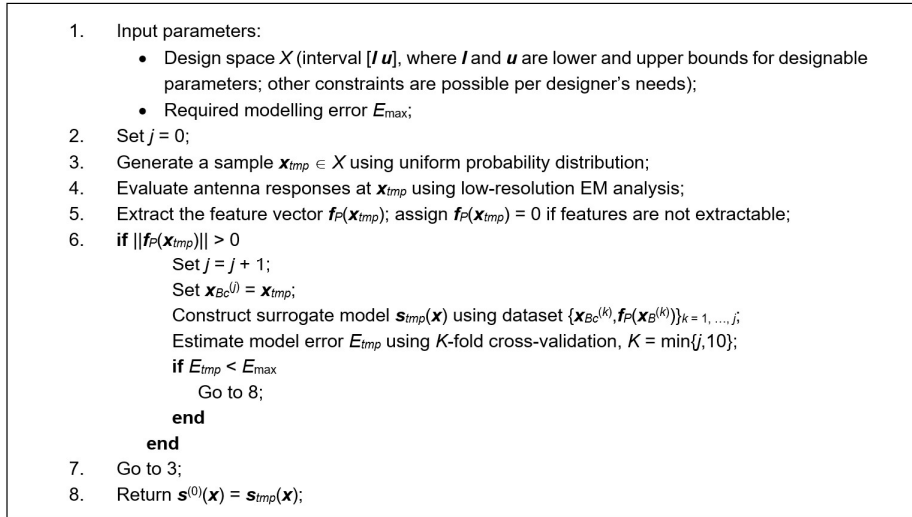 1. Input parameters:
• Design space X (interval [l u], where l and u are lower and upper bounds for designable
parameters; other constraints are possible per designer's needs);
• Required modelling error Emax;
2. Set j = 0;
3. Generate a sample xtmp ∈ X using uniform probability distribution;
4. Evaluate antenna responses at xtmp using low-resolution EM analysis;
5. Extract the feature vector fP(xtmp); assign fP(xtmp) = 0 if features are not extractable;
6. if ||fP(xtmp)|| > 0
Set j = j + 1;
Set xBc(j) = xtmp;
Construct surrogate model stmp(x) using dataset {xBc(k),fP(xB(k))}k = 1, …, j;
Estimate model error Etmp using K-fold cross-validation, K = min{j,10};
if Etmp < Emax
Go to 8;
end
end
7. Go to 3;
8. Return s(0)(x) = stmp(x);